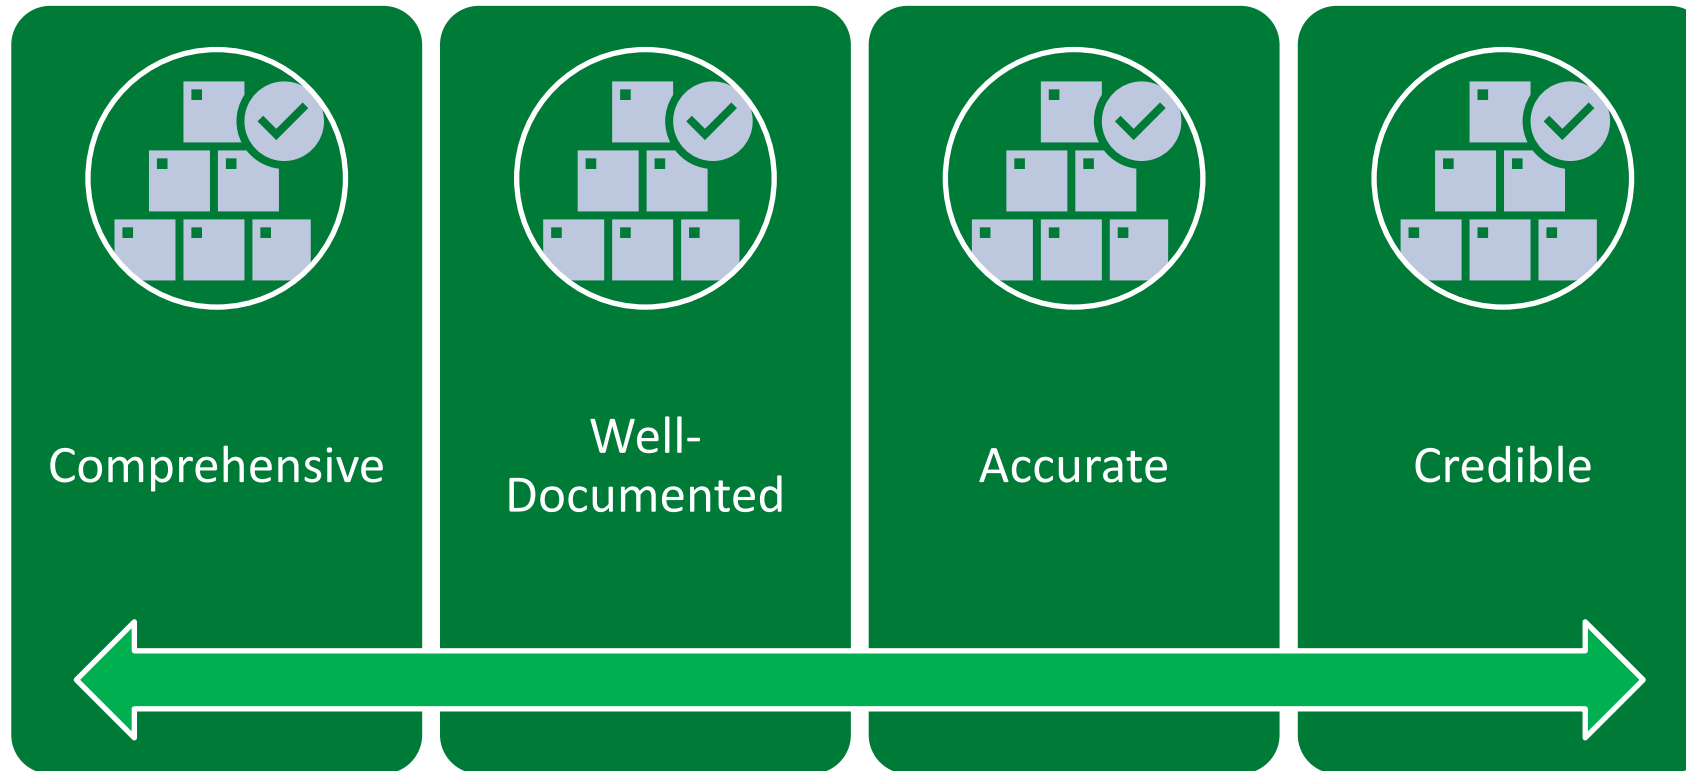 Comprehensive
Well-
Documented
Accurate
Credible